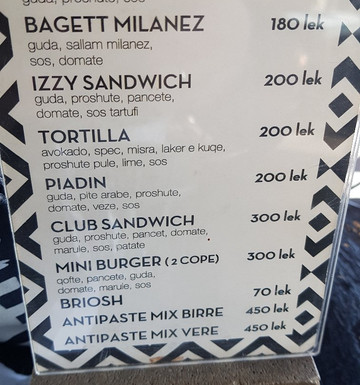 BAGETT MILANEZ 180 lek
guda, sallam milanez,
sos, domate
IZZY SANDWICH 200 lek
guda, proshute, pancete,
domate, sos tartufi
TORTILLA 200 lek
avokado, spec, misra, laker e kuqe,
proshute pule, lime, sos
PIADIN 200 lek
guda, pite arabe, proshute,
domate, veze, sos
CLUB SANDWICH 300 lek
guda, proshute, pancet, domate,
marule, sos, patate
MINI BURGER (2 COPE) 300 lek
qofte, pancete, guda,
domate, marule, sos
BRIOSH 70 lek
ANTIPASTE MIX BIRRE 450 lek
ANTIPASTE MIX VERE 450 lek